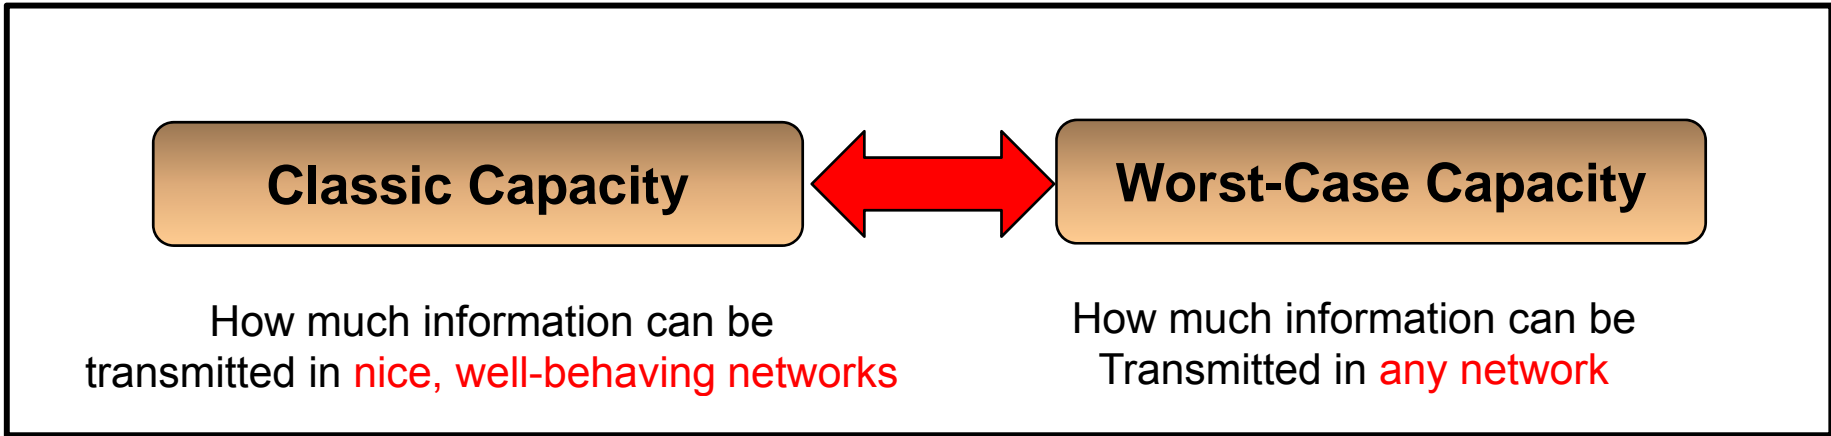 Classic Capacity
Worst-Case Capacity
How much information can be
transmitted in nice, well-behaving networks
How much information can be
Transmitted in any network